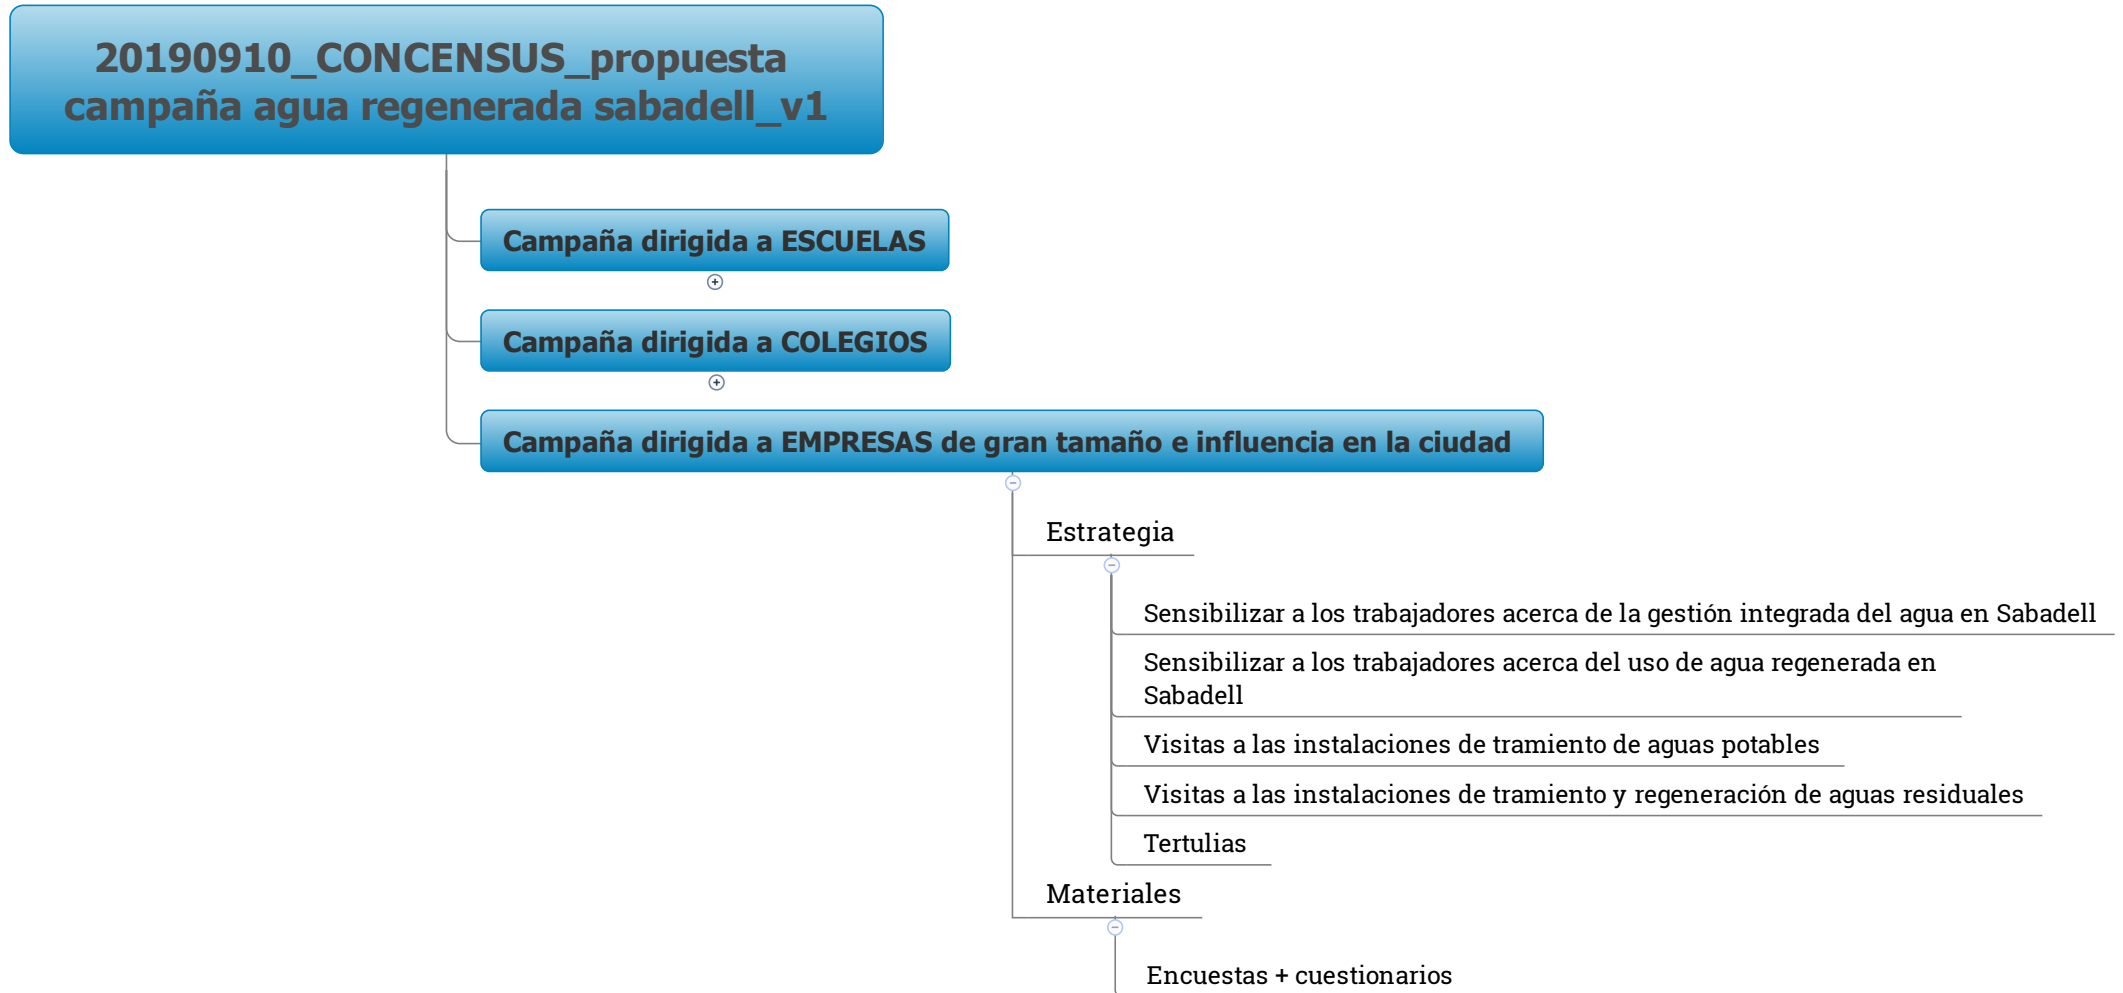 20190910_CONCENSUS_propuesta
campaña agua regenerada sabadell_v1
Campaña dirigida a ESCUELAS
Campaña dirigida a COLEGIOS
Campaña dirigida a EMPRESAS de gran tamaño e influencia en la ciudad
Estrategia
Sensibilizar a los trabajadores acerca de la gestión integrada del agua en Sabadell
Sensibilizar a los trabajadores acerca del uso de agua regenerada en
Sabadell
Visitas a las instalaciones de tramiento de aguas potables
Visitas a las instalaciones de tramiento y regeneración de aguas residuales
Tertulias
Materiales
Encuestas + cuestionarios